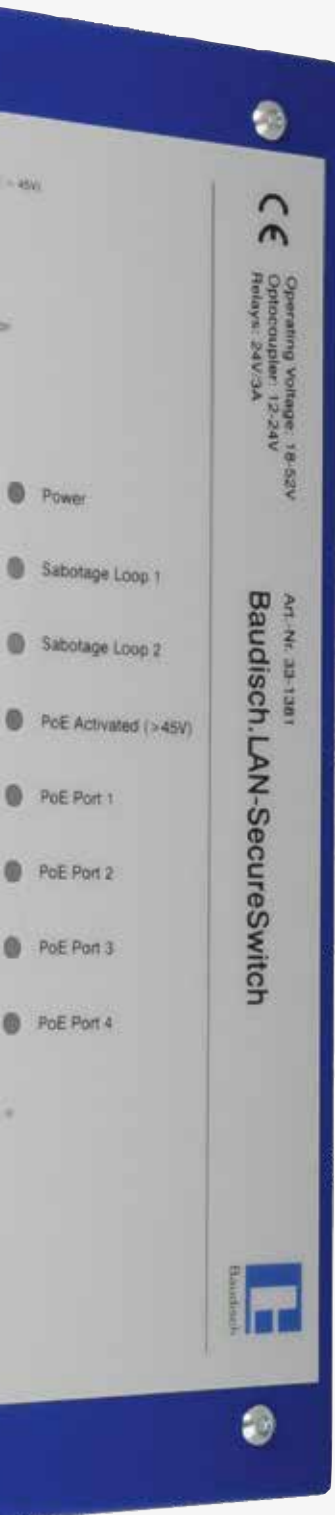 > 45V)
CE
Operating Voltage: 18-52V
Optocoupler: 12-24V
Relays: 24V/3A
Art.-Nr. 33-1381
Baudisch.LAN-SecureSwitch
Baudisch
Power
Sabotage Loop 1
Sabotage Loop 2
PoE Activated (>45V)
PoE Port 1
PoE Port 2
PoE Port 3
PoE Port 4